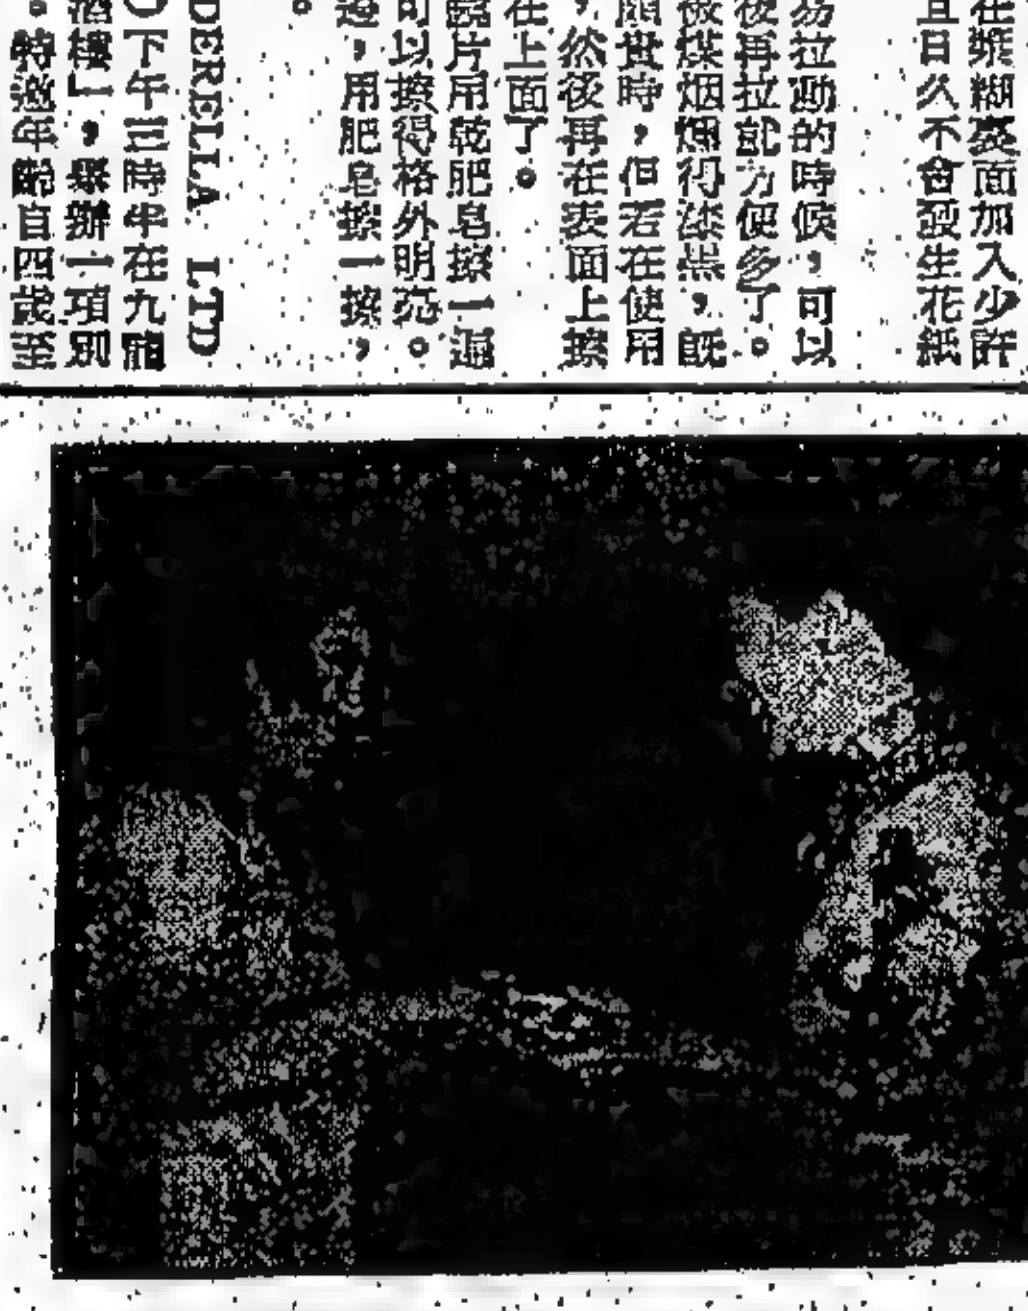 在漿糊裏面加入少許
且日久不會發生花紙
易拉動的時候，可以
後再拉就方便多了。
被煤烟燻得漆黑，旣
願貴時，但若在使用
，然後再在表面上擦
在上面了。
鏡片用乾肥皂擦一遍
可以擦得格外明亮。
遍，用肥皂擦一擦，
。
DERELLA LTD
〇下午三時半在九龍
酒樓」，舉辦一項別
。特邀年齡自四歲至